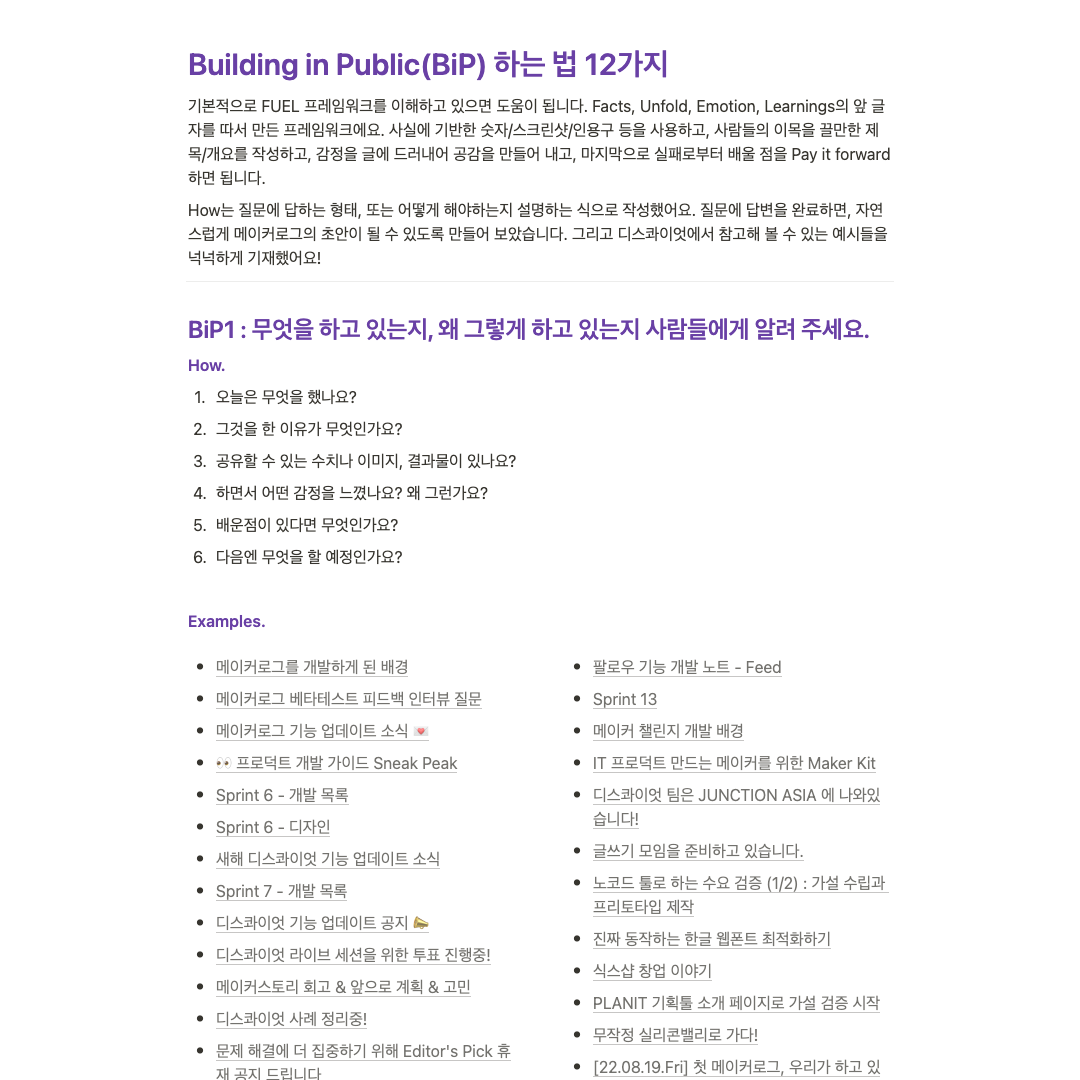 Building in Public(BiP) 하는 법 12가지
기본적으로 FUEL 프레임워크를 이해하고 있으면 도움이 됩니다. Facts, Unfold, Emotion, Learnings의 앞 글
자를 따서 만든 프레임워크에요. 사실에 기반한 숫자/스크린샷/인용구 등을 사용하고, 사람들의 이목을 끌만한 제
목/개요를 작성하고, 감정을 글에 드러내어 공감을 만들어 내고, 마지막으로 실패로부터 배울 점을 Pay it forward
하면 됩니다.
How는 질문에 답하는 형태, 또는 어떻게 해야하는지 설명하는 식으로 작성했어요. 질문에 답변을 완료하면, 자연
스럽게 메이커로그의 초안이 될 수 있도록 만들어 보았습니다. 그리고 디스콰이엇에서 참고해 볼 수 있는 예시들을
넉넉하게 기재했어요!
BiP1 : 무엇을 하고 있는지, 왜 그렇게 하고 있는지 사람들에게 알려 주세요.
How.
1. 오늘은 무엇을 했나요?
2. 그것을 한 이유가 무엇인가요?
3. 공유할 수 있는 수치나 이미지, 결과물이 있나요?
4. 하면서 어떤 감정을 느꼈나요? 왜 그런가요?
5. 배운점이 있다면 무엇인가요?
6. 다음엔 무엇을 할 예정인가요?
Examples.
• 메이커로그를 개발하게 된 배경
• 메이커로그 베타테스트 피드백 인터뷰 질문
• 메이커로그 기능 업데이트 소식 💌
• 👀 프로덕트 개발 가이드 Sneak Peak
• Sprint 6 - 개발 목록
• Sprint 6 - 디자인
• 새해 디스콰이엇 기능 업데이트 소식
• Sprint 7 - 개발 목록
• 디스콰이엇 기능 업데이트 공지 📣
• 디스콰이엇 라이브 세션을 위한 투표 진행중!
• 메이커스토리 회고 & 앞으로 계획 & 고민
• 디스콰이엇 사례 정리중!
• 문제 해결에 더 집중하기 위해 Editor's Pick 휴
재 공지 드립니다
• 팔로우 기능 개발 노트 - Feed
• Sprint 13
• 메이커 챌린지 개발 배경
• IT 프로덕트 만드는 메이커를 위한 Maker Kit
• 디스콰이엇 팀은 JUNCTION ASIA 에 나와있
습니다!
• 글쓰기 모임을 준비하고 있습니다.
• 노코드 툴로 하는 수요 검증 (1/2) : 가설 수립과
프리토타입 제작
• 진짜 동작하는 한글 웹폰트 최적화하기
• 식스샵 창업 이야기
• PLANIT 기획툴 소개 페이지로 가설 검증 시작
• 무작정 실리콘밸리로 가다!
• [22.08.19.Fri] 첫 메이커로그, 우리가 하고 있